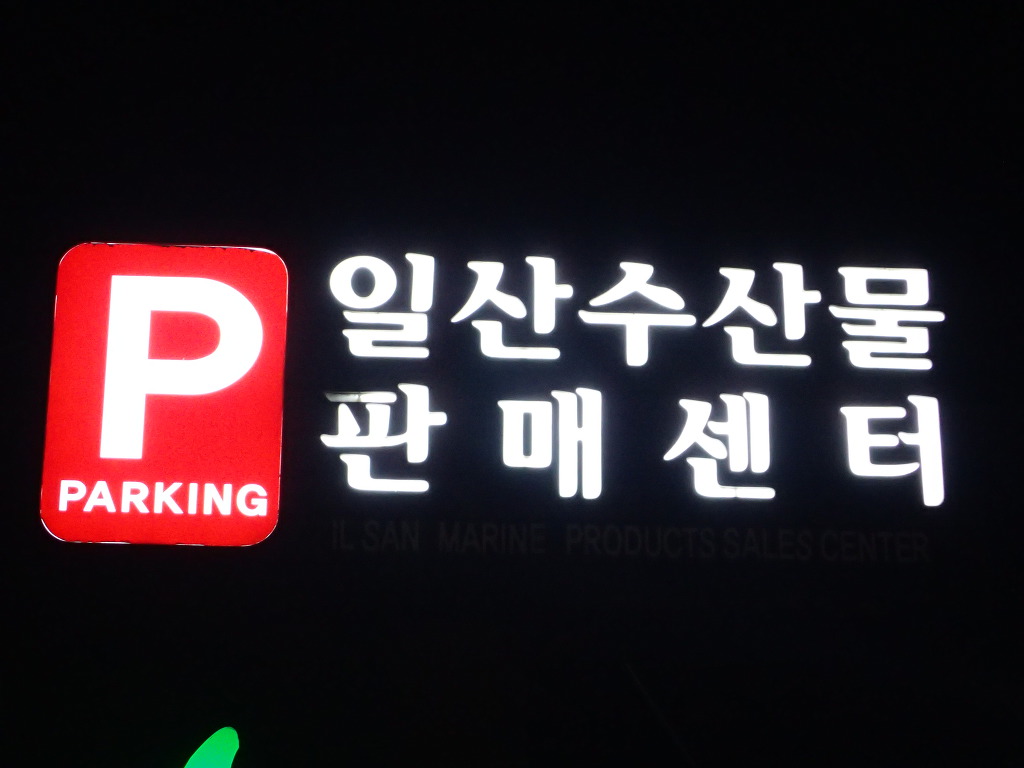 P
PARKING
일산수산물
판매센터
IL SAN MARINE PRODUCTS SALES CENTER